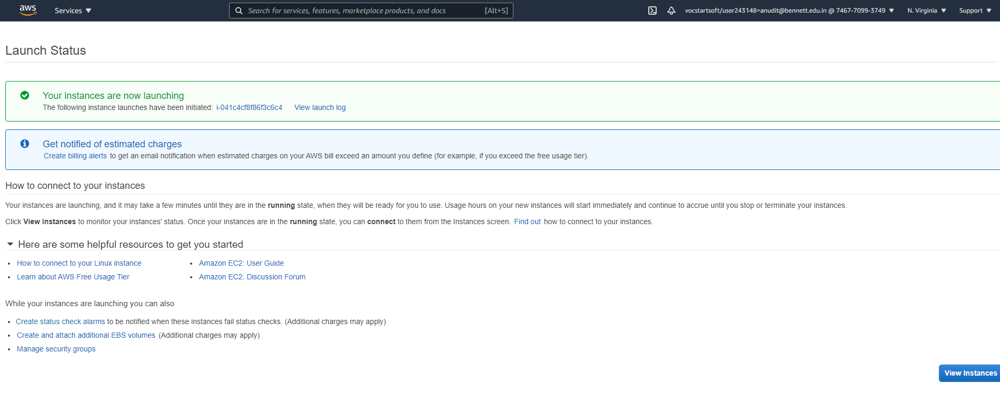 aws Services Search for services, features, marketplace products, and docs [Alt+S] vocstartsoft/user243148=anudit@bennett.edu.in @ 7467-7099-3749 N. Virginia Support
Launch Status
Your instances are now launching
The following instance launches have been initiated: i-041c4cf8f86f3c6c4 View launch log
Get notified of estimated charges
Create billing alerts to get an email notification when estimated charges on your AWS bill exceed an amount you define (for example, if you exceed the free usage tier).
How to connect to your instances
Your instances are launching, and it may take a few minutes until they are in the running state, when they will be ready for you to use. Usage hours on your new instances will start immediately and continue to accrue until you stop or terminate your instances.
Click View Instances to monitor your instances' status. Once your instances are in the running state, you can connect to them from the Instances screen. Find out how to connect to your instances.
Here are some helpful resources to get you started
How to connect to your Linux instance
Learn about AWS Free Usage Tier
Amazon EC2: User Guide
Amazon EC2: Discussion Forum
While your instances are launching you can also
Create status check alarms to be notified when these instances fail status checks. (Additional charges may apply)
Create and attach additional EBS volumes (Additional charges may apply)
Manage security groups
View Instances